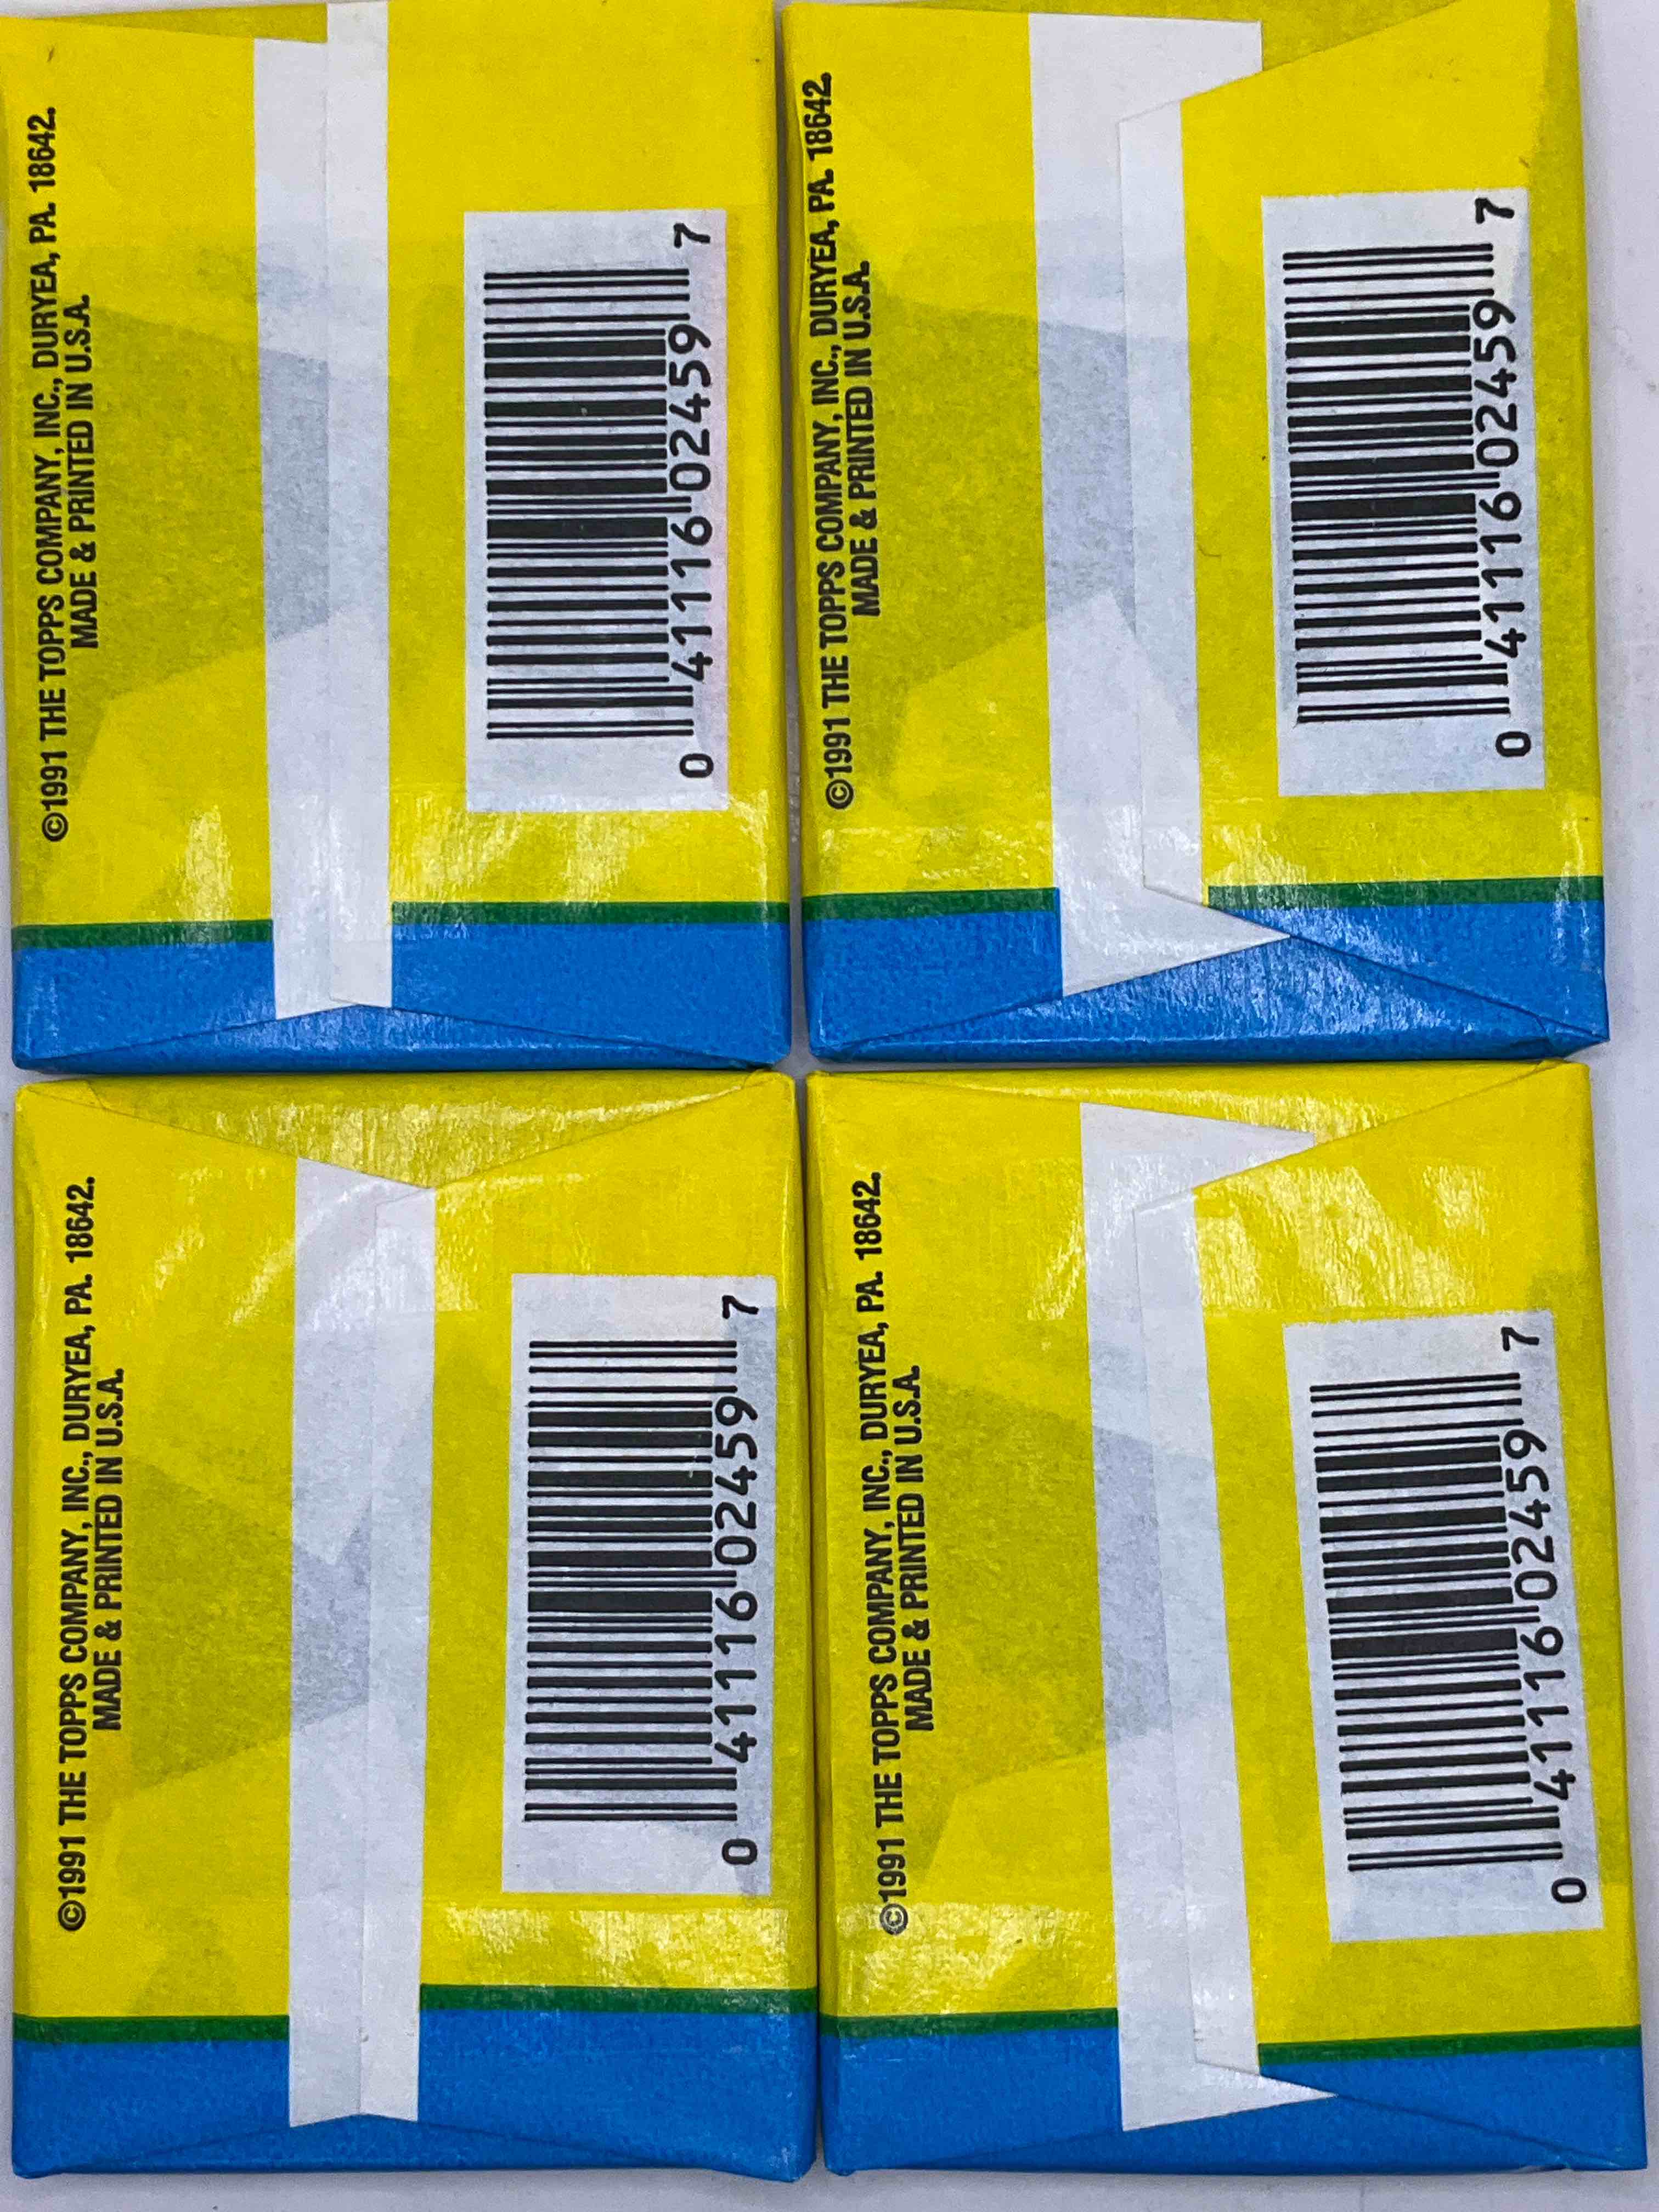 ©1991 THE TOPPS COMPANY, INC., DURYEA, PA. 18642.
MADE & PRINTED IN U.S.A.
0 41116 02459 7
©1991 THE TOPPS COMPANY, INC., DURYEA, PA. 18642.
MADE & PRINTED IN U.S.A.
0 41116 02459 7
©1991 THE TOPPS COMPANY, INC., DURYEA, PA. 18642.
MADE & PRINTED IN U.S.A.
0 41116 02459 7
©1991 THE TOPPS COMPANY, INC., DURYEA, PA. 18642.
MADE & PRINTED IN U.S.A.
0 41116 02459 7